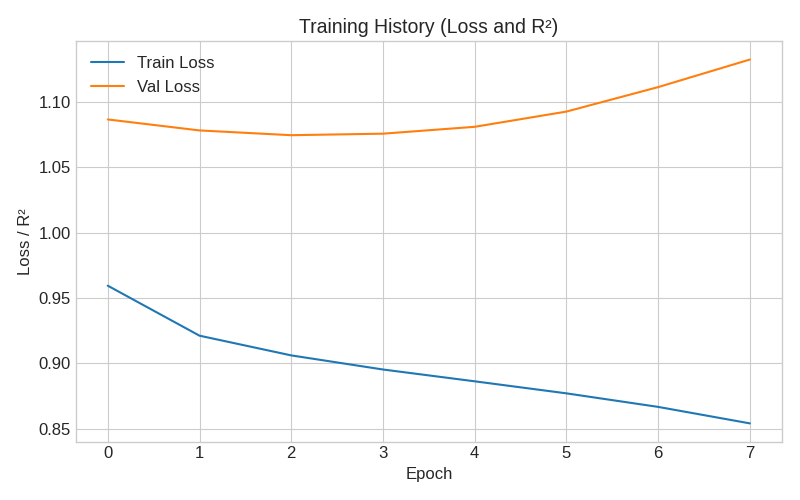 Training History (Loss and R²)
Train Loss
Val Loss
1.10
1.05
1.00
0.95
0.90
0.85
Loss / R²
0 1 2 3 4 5 6 7
Epoch